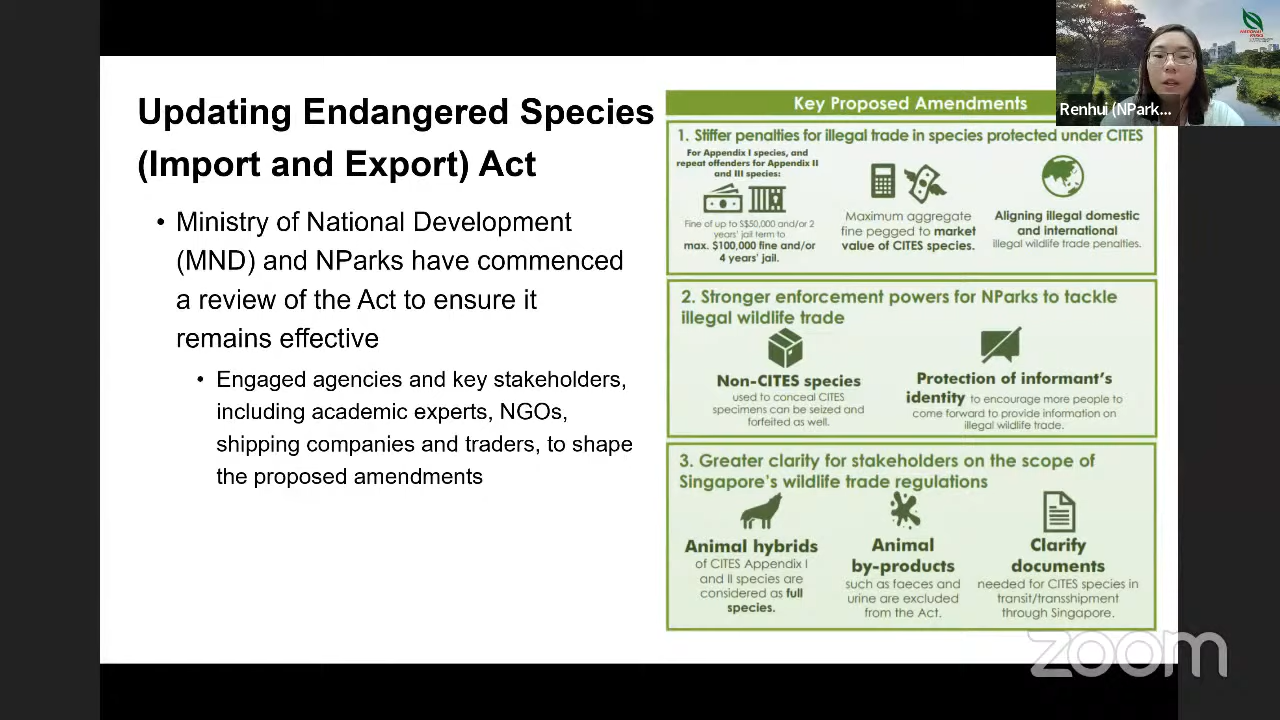 Updating Endangered Species
(Import and Export) Act
• Ministry of National Development
(MND) and NParks have commenced
a review of the Act to ensure it
remains effective
• Engaged agencies and key stakeholders,
including academic experts, NGOs,
shipping companies and traders, to shape
the proposed amendments
Key Proposed Amendments
1. Stiffer penalties for illegal trade in species protected under CITES
For Appendix I species, and
repeat offenders for Appendix II
and III species:
Fine of up to S$50,000 and/or 2
years' jail term to
max. $100,000 fine and/or
4 years' jail.
Maximum aggregate
fine pegged to market
value of CITES species.
Aligning illegal domestic
and international
illegal wildlife trade penalties.
2. Stronger enforcement powers for NParks to tackle
illegal wildlife trade
Non-CITES species
used to conceal CITES
specimens can be seized and
forfeited as well.
Protection of informant's
identity to encourage more people to
come forward to provide information on
illegal wildlife trade.
3. Greater clarity for stakeholders on the scope of
Singapore's wildlife trade regulations
Animal hybrids
of CITES Appendix I
and II species are
considered as full
species.
Animal
by-products
such as faeces and
urine are excluded
from the Act.
Clarify
documents
needed for CITES species in
transit/transshipment
through Singapore.
Renhui (NPark...
zoom